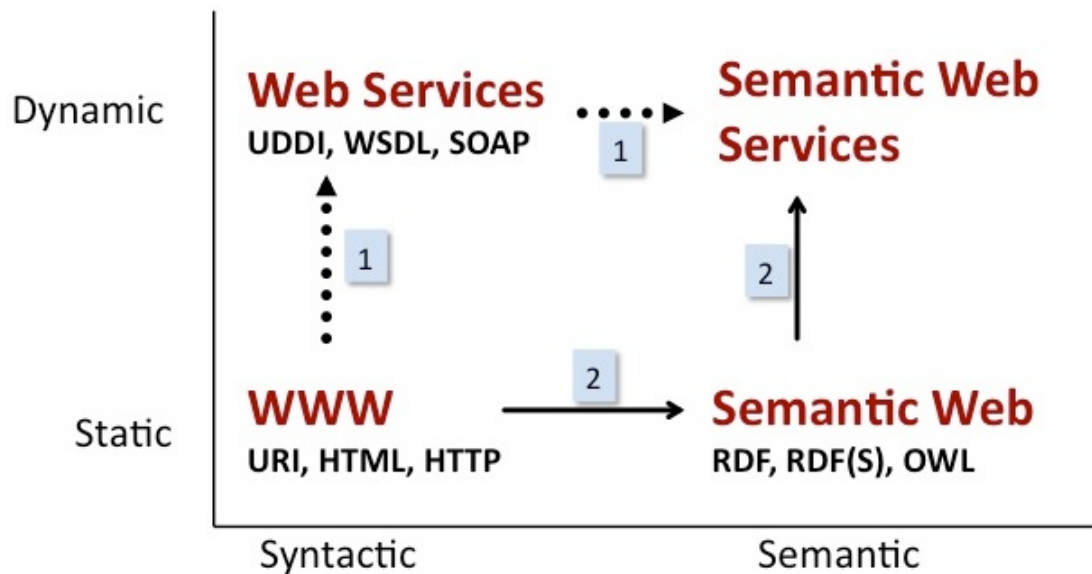 Dynamic
Web Services
UDDI, WSDL, SOAP
1
Semantic Web
Services
1
2
Static
WWW
URI, HTML, HTTP
2
Semantic Web
RDF, RDF(S), OWL
Syntactic
Semantic